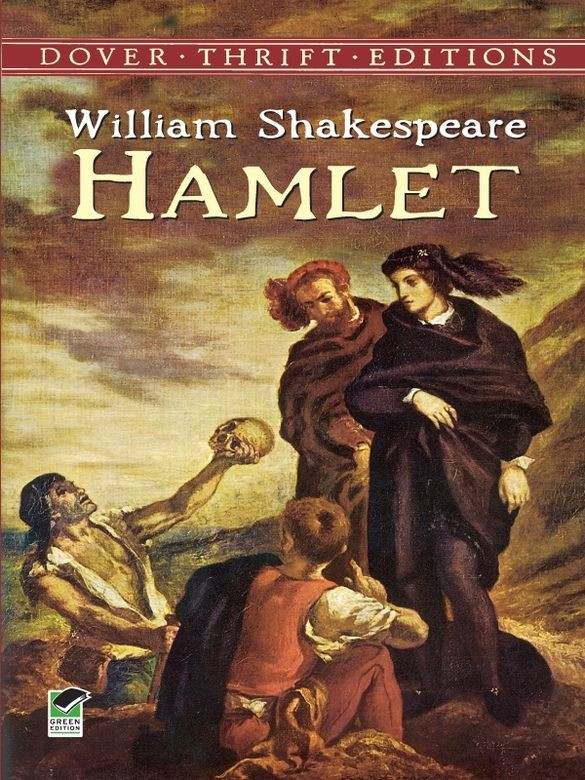 DOVER · THRIFT · EDITIONS
William Shakespeare
HAMLET
GREEN
EDITION